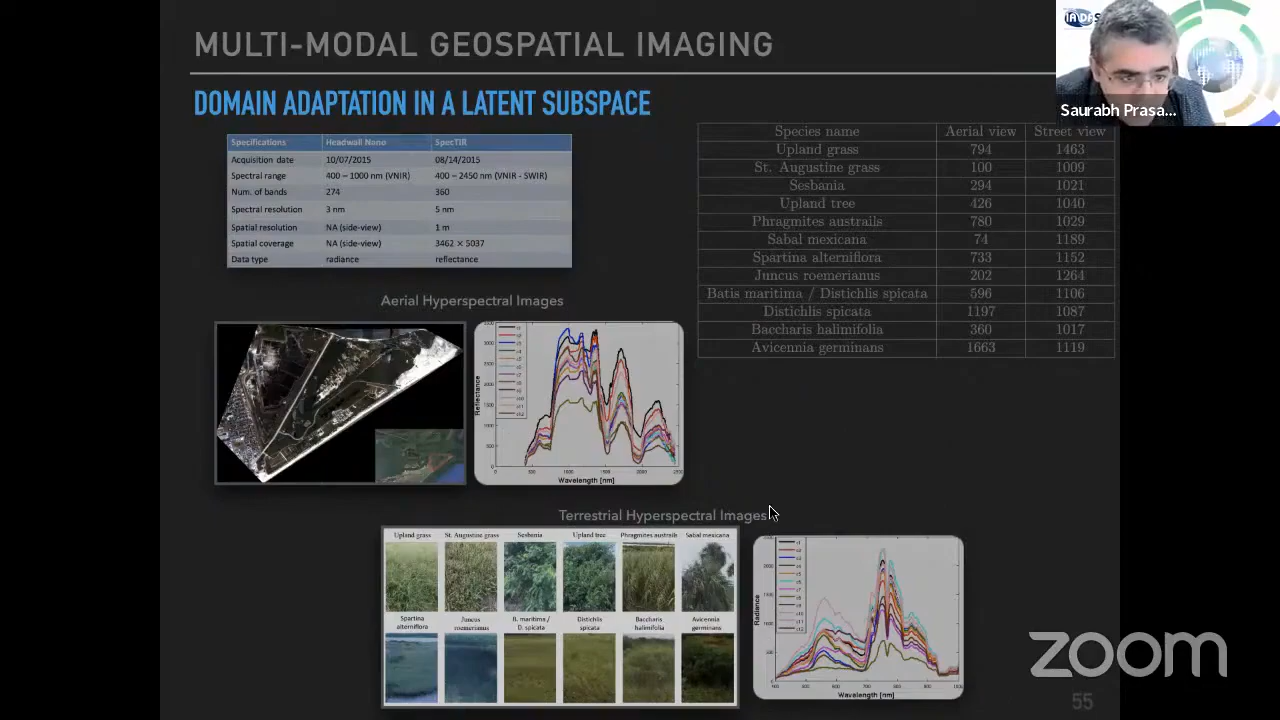 MULTI-MODAL GEOSPATIAL IMAGING
DOMAIN ADAPTATION IN A LATENT SUBSPACE
Saurabh Prasa...
Specifications Headwall Nano SpecTIR
Acquisition date 10/07/2015 08/14/2015
Spectral range 400 – 1000 nm (VNIR) 400 – 2450 nm (VNIR - SWIR)
Num. of bands 274 360
Spectral resolution 3 nm 5 nm
Spatial resolution NA (side-view) 1 m
Spatial coverage NA (side-view) 3462 × 5037
Data type radiance reflectance
Species name Aerial view Street view
Upland grass 794 1463
St. Augustine grass 100 1009
Sesbania 294 1021
Upland tree 426 1040
Phragmites austrails 780 1029
Sabal mexicana 74 1189
Spartina alterniflora 733 1152
Juncus roemerianus 202 1264
Batis maritima / Distichlis spicata 596 1106
Distichlis spicata 1197 1087
Baccharis halimifolia 360 1017
Avicennia germinans 1663 1119
Aerial Hyperspectral Images
Reflectance
Wavelength [nm]
Terrestrial Hyperspectral Images
Upland grass St. Augustine grass Sesbania Upland tree Phragmites austrails Sabal mexicana
Spartina alterniflora
Juncus roemerianus
B. maritima / D. spicata
Distichlis spicata
Baccharis halimifolia
Avicennia germinans
Radiance
Wavelength [nm]
zoom
55